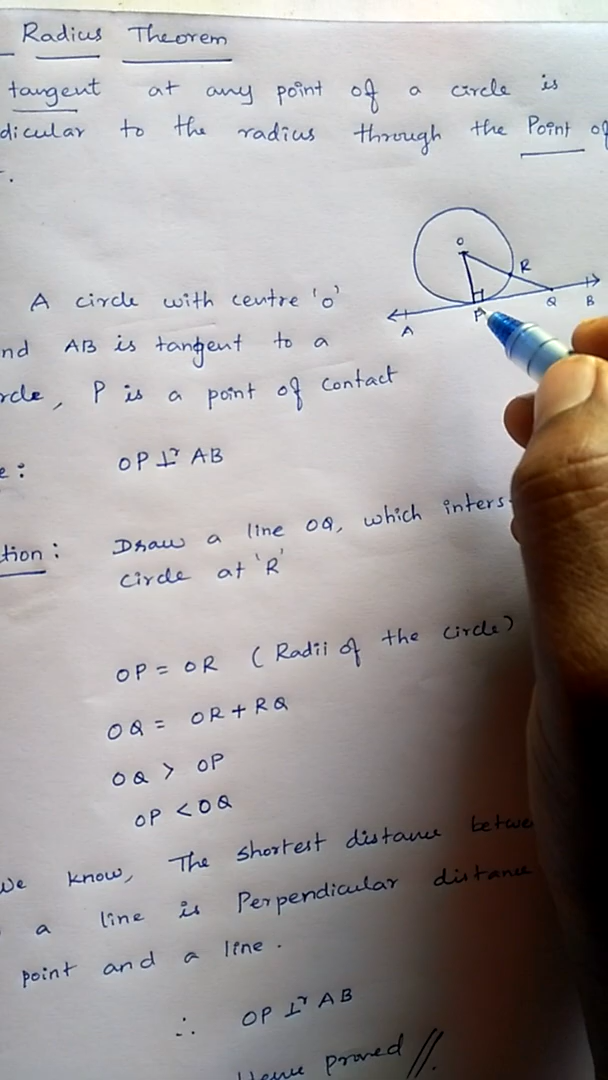 Radius Theorem
tangent at any point of a circle is
dicular to the radius through the Point of
O
R
A
P
Q
B
A circle with centre 'o'
nd AB is tangent to a
rcle, P is a point of contact
e: OP ⊥r AB
tion: Draw a line OQ, which inters
circle at 'R'
OP = OR (Radii of the circle)
OQ = OR + RQ
OQ > OP
OP < OQ
We know, The shortest distance betwe
a line is Perpendicular distance
point and a line.
∴ OP ⊥r AB
Hence proved //.